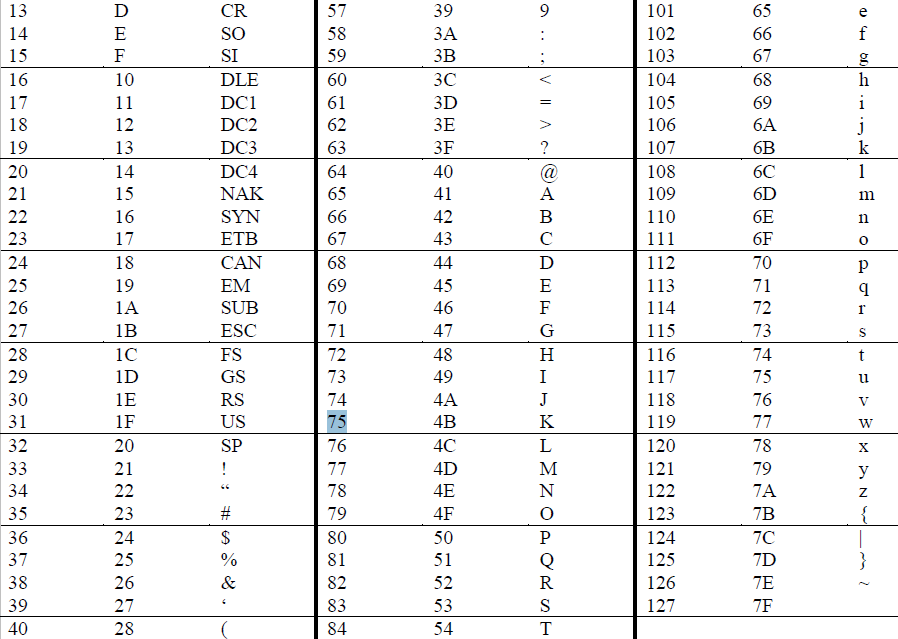 13 D CR 57 39 9 101 65 e
14 E SO 58 3A : 102 66 f
15 F SI 59 3B ; 103 67 g
16 10 DLE 60 3C < 104 68 h
17 11 DC1 61 3D = 105 69 i
18 12 DC2 62 3E > 106 6A j
19 13 DC3 63 3F ? 107 6B k
20 14 DC4 64 40 @ 108 6C l
21 15 NAK 65 41 A 109 6D m
22 16 SYN 66 42 B 110 6E n
23 17 ETB 67 43 C 111 6F o
24 18 CAN 68 44 D 112 70 p
25 19 EM 69 45 E 113 71 q
26 1A SUB 70 46 F 114 72 r
27 1B ESC 71 47 G 115 73 s
28 1C FS 72 48 H 116 74 t
29 1D GS 73 49 I 117 75 u
30 1E RS 74 4A J 118 76 v
31 1F US 75 4B K 119 77 w
32 20 SP 76 4C L 120 78 x
33 21 ! 77 4D M 121 79 y
34 22 “ 78 4E N 122 7A z
35 23 # 79 4F O 123 7B {
36 24 $ 80 50 P 124 7C |
37 25 % 81 51 Q 125 7D }
38 26 & 82 52 R 126 7E ~
39 27 ‘ 83 53 S 127 7F
40 28 ( 84 54 T